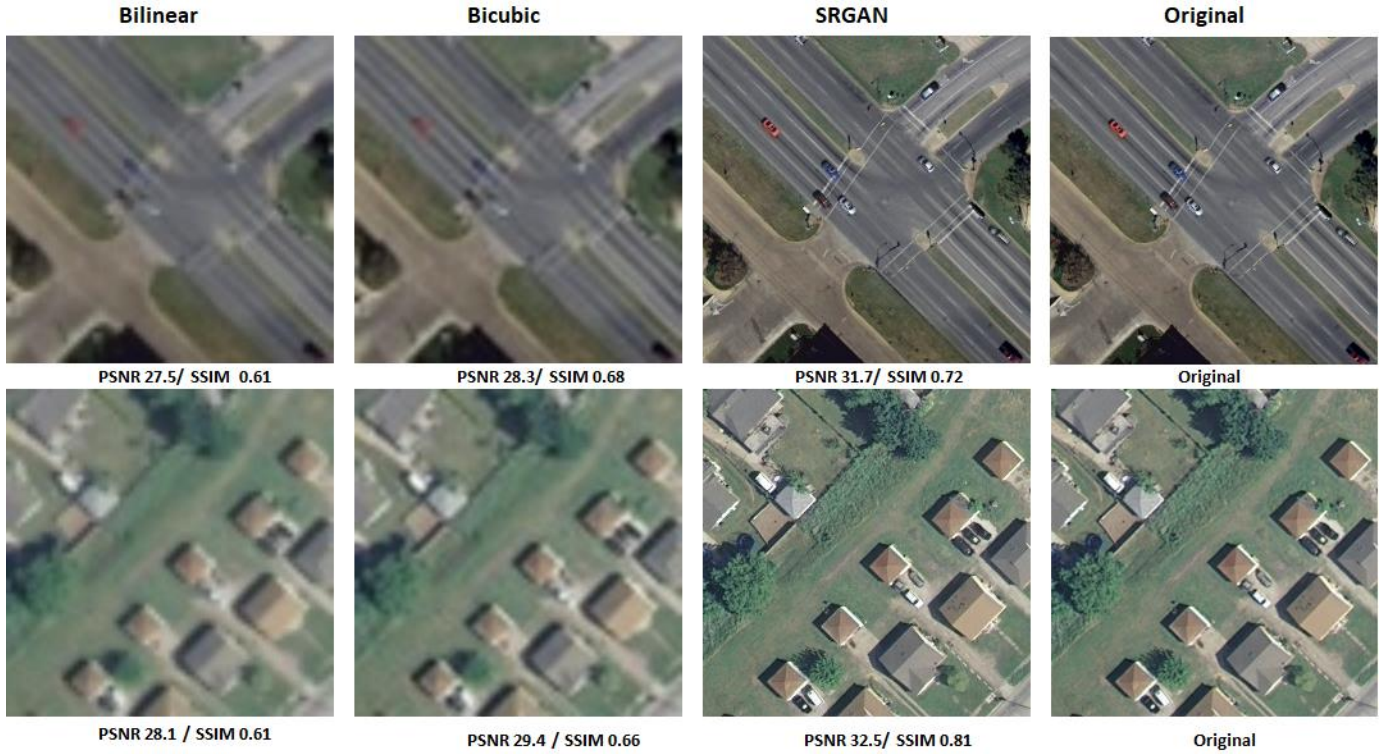 Bilinear Bicubic SRGAN Original
PSNR 27.5/ SSIM 0.61 PSNR 28.3/ SSIM 0.68 PSNR 31.7/ SSIM 0.72 Original
PSNR 28.1 / SSIM 0.61 PSNR 29.4 / SSIM 0.66 PSNR 32.5/ SSIM 0.81 Original